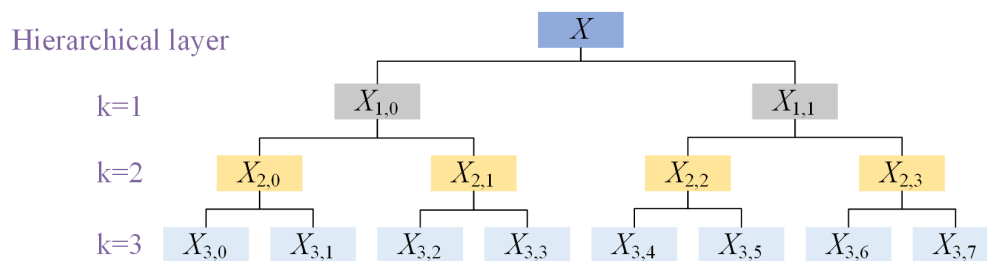 X
Hierarchical layer
k=1 X1,0 X1,1
k=2 X2,0 X2,1 X2,2 X2,3
k=3 X3,0 X3,1 X3,2 X3,3 X3,4 X3,5 X3,6 X3,7